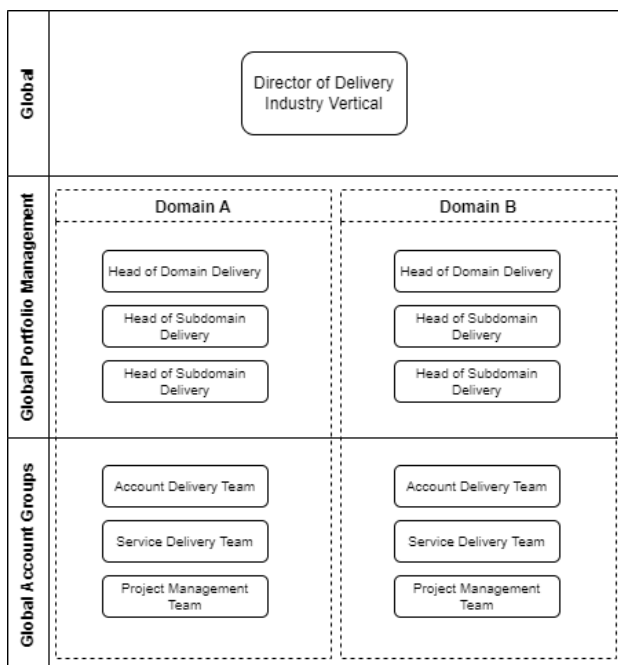 Global
Director of Delivery
Industry Vertical
Global Portfolio Management
Domain A
Head of Domain Delivery
Head of Subdomain
Delivery
Head of Subdomain
Delivery
Domain B
Head of Domain Delivery
Head of Subdomain
Delivery
Head of Subdomain
Delivery
Global Account Groups
Account Delivery Team
Service Delivery Team
Project Management
Team
Account Delivery Team
Service Delivery Team
Project Management
Team